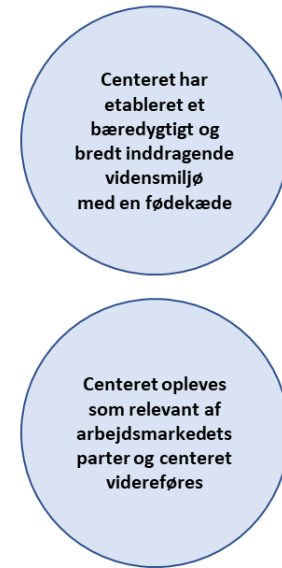 Centeret har
etableret et
bæredygtigt og
bredt inddragende
vidensmiljø
med en fødekæde
Centeret opleves
som relevant af
arbejdsmarkedets
parter og centeret
videreføres